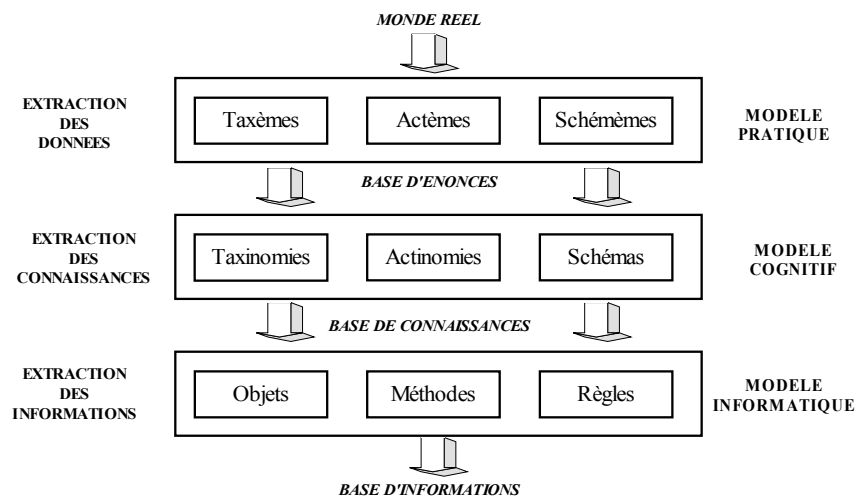 MONDE REEL
EXTRACTION
DES
DONNEES
Taxèmes
Actèmes
Schémèmes
MODELE
PRATIQUE
BASE D'ENONCES
EXTRACTION
DES
CONNAISSANCES
Taxinomies
Actinomies
Schémas
MODELE
COGNITIF
BASE DE CONNAISSANCES
EXTRACTION
DES
INFORMATIONS
Objets
Méthodes
Règles
MODELE
INFORMATIQUE
BASE D'INFORMATIONS